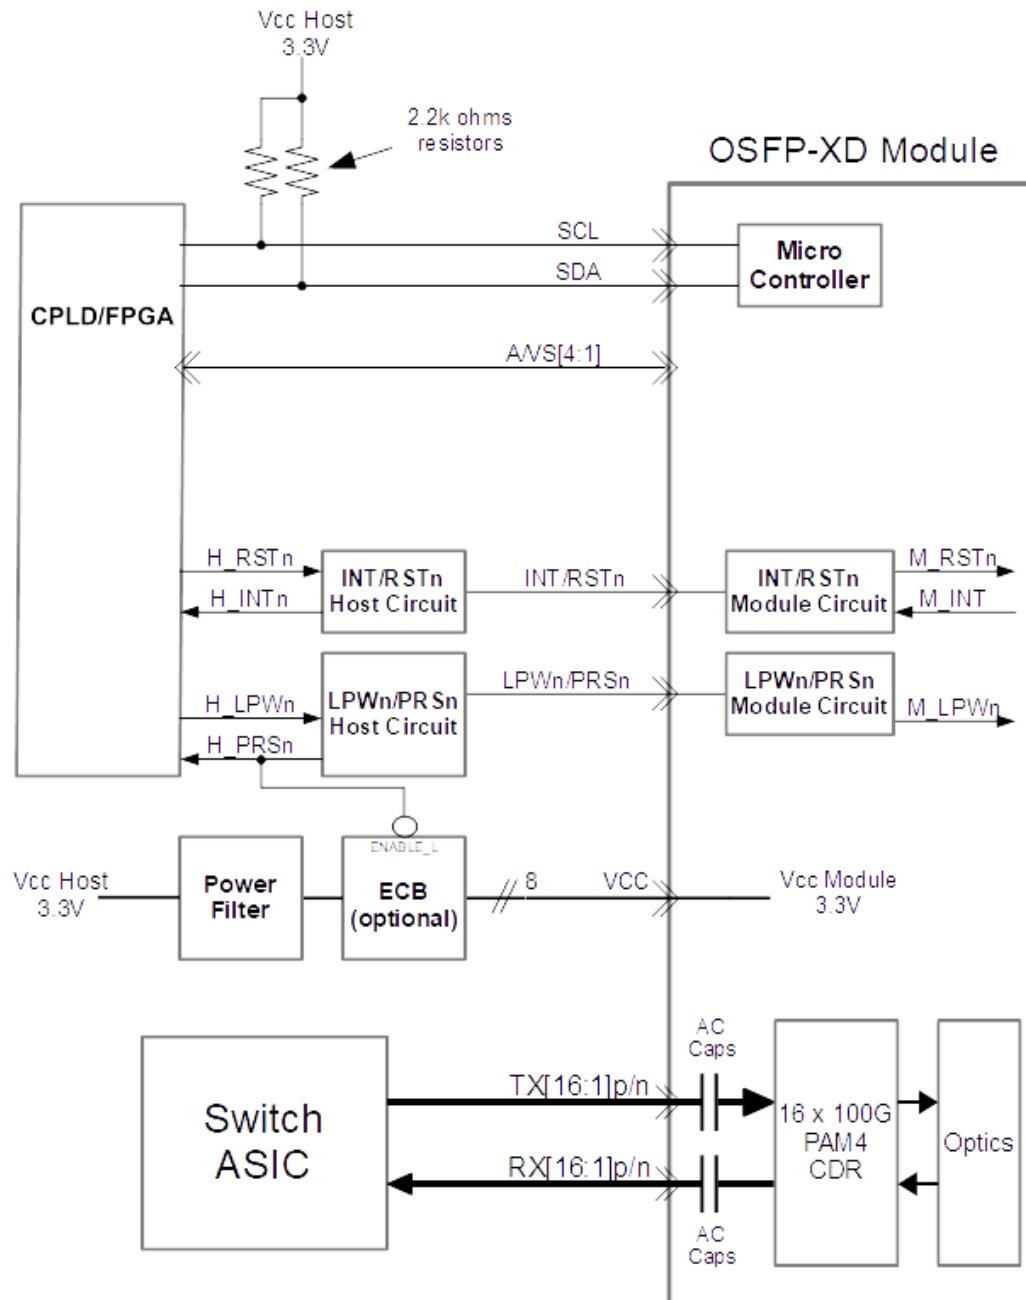 Vcc Host
3.3V
2.2k ohms
resistors
OSFP-XD Module
SCL
Micro
Controller
SDA
CPLD/FPGA
A/VS[4:1]
H_RSTn
INT/RSTn
Host Circuit
H_INTn
INT/RSTn
INT/RSTn
Module Circuit
M_RSTn
M_INT
LPWn/PRSn
Host Circuit
H_LPWn
H_PRSn
LPWn/PRSn
LPWn/PRSn
Module Circuit
M_LPWn
ENABLE_L
Vcc Host
3.3V
Power
Filter
ECB
(optional)
8
VCC
Vcc Module
3.3V
Switch
ASIC
TX[16:1]p/n
RX[16:1]p/n
AC
Caps
AC
Caps
16 x 100G
PAM4
CDR
Optics